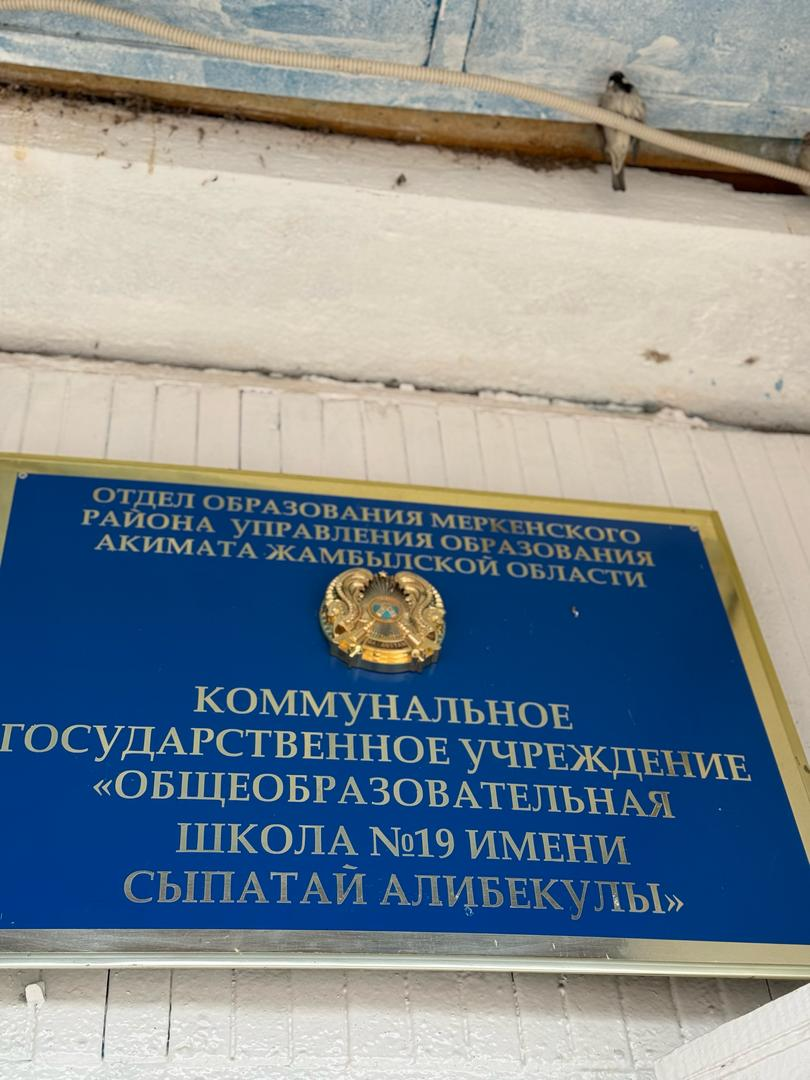 ОТДЕЛ ОБРАЗОВАНИЯ МЕРКЕНСКОГО
РАЙОНА УПРАВЛЕНИЯ ОБРАЗОВАНИЯ
АКИМАТА ЖАМБЫЛСКОЙ ОБЛАСТИ
КОММУНАЛЬНОЕ
ГОСУДАРСТВЕННОЕ УЧРЕЖДЕНИЕ
«ОБЩЕОБРАЗОВАТЕЛЬНАЯ
ШКОЛА №19 ИМЕНИ
СЫПАТАЙ АЛИБЕКУЛЫ»